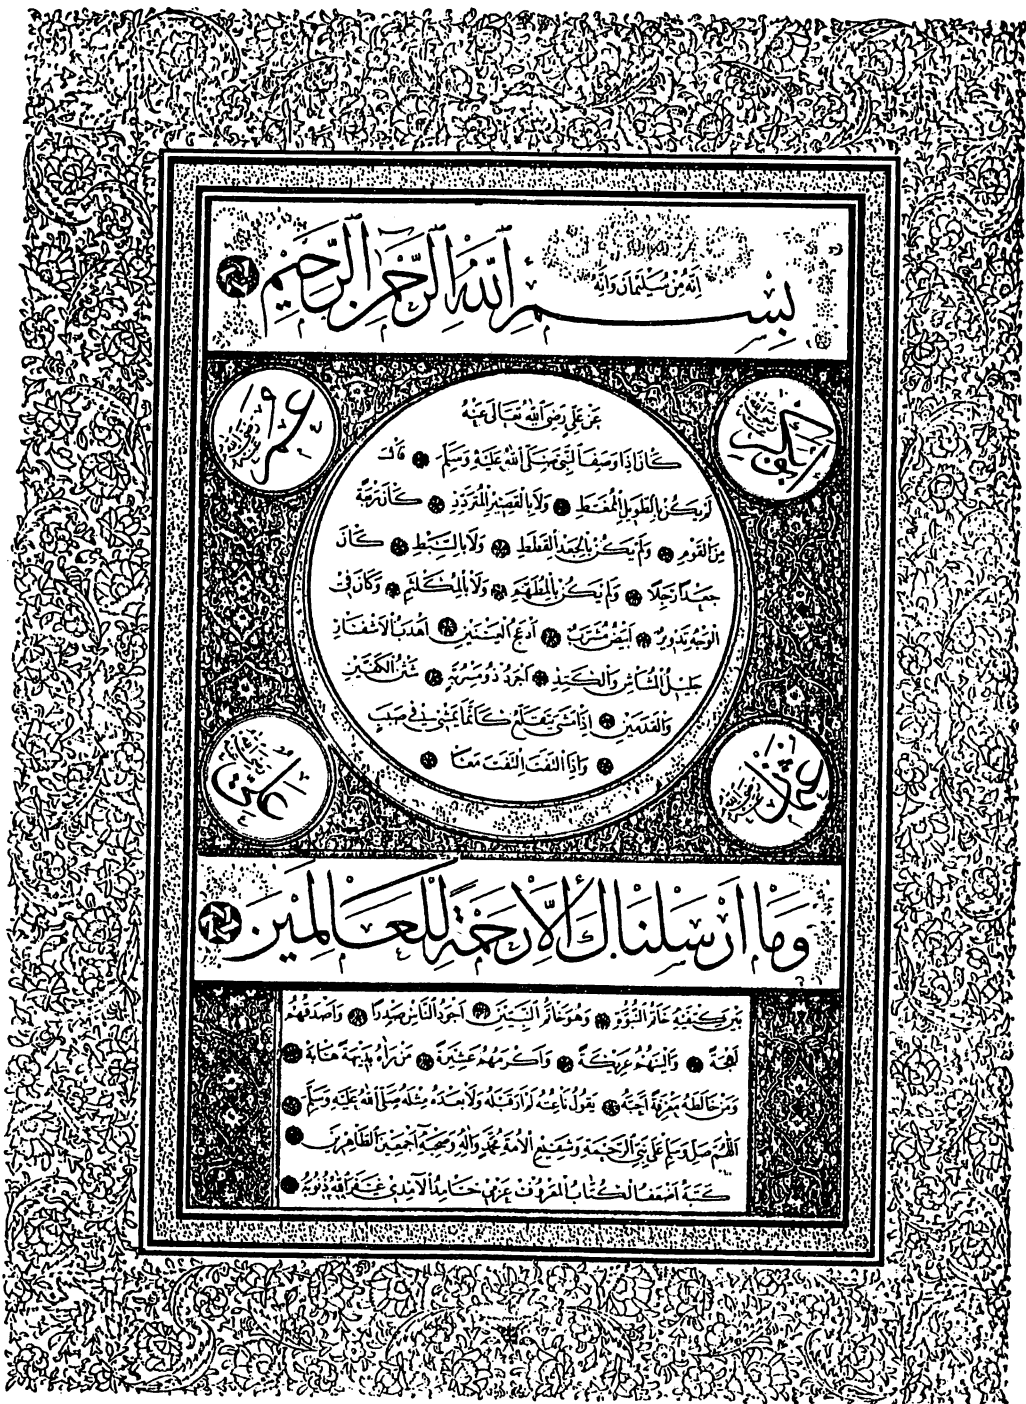 إنه من سليمان وإنه
بسم الله الرحمن الرحيم
أبو بكر
عمر
عن علي رضي الله تعالى عنه
كان إذا وصف النبي صلى الله عليه وسلم قال
لم يكن بالطويل الممغط ولا بالقصير المتردد كان ربعة
من القوم ولم يكن بالجعد القطط ولا بالسبط كان
جعدا رجلا ولم يكن بالمطهم ولا بالمكلثم وكان في
الوجه تدوير أبيض مشرب أدعج العينين أهدب الأشفار
جليل المشاش والكتد أجرد ذو مسربة شثن الكفين
والقدمين إذا مشى تقلع كأنما يمشي في صبب
وإذا التفت التفت معا
عثمان
علي
وما أرسلناك إلا رحمة للعالمين
بين كتفيه خاتم النبوة وهو خاتم النبيين أجود الناس صدرا وأصدقهم
لهجة وألينهم عريكة وأكرمهم عشيرة من رآه بديهة هابه
ومن خالطه معرفة أحبه يقول ناعته لم أر قبله ولا بعده مثله صلى الله عليه وسلم
اللهم صل وسلم على نبي الرحمة وشفيع الأمة محمد وآله وصحبه أجمعين الطاهرين
كتبه أضعف الكتاب المعروف حامد الآمدي غفر الله ذنوبه